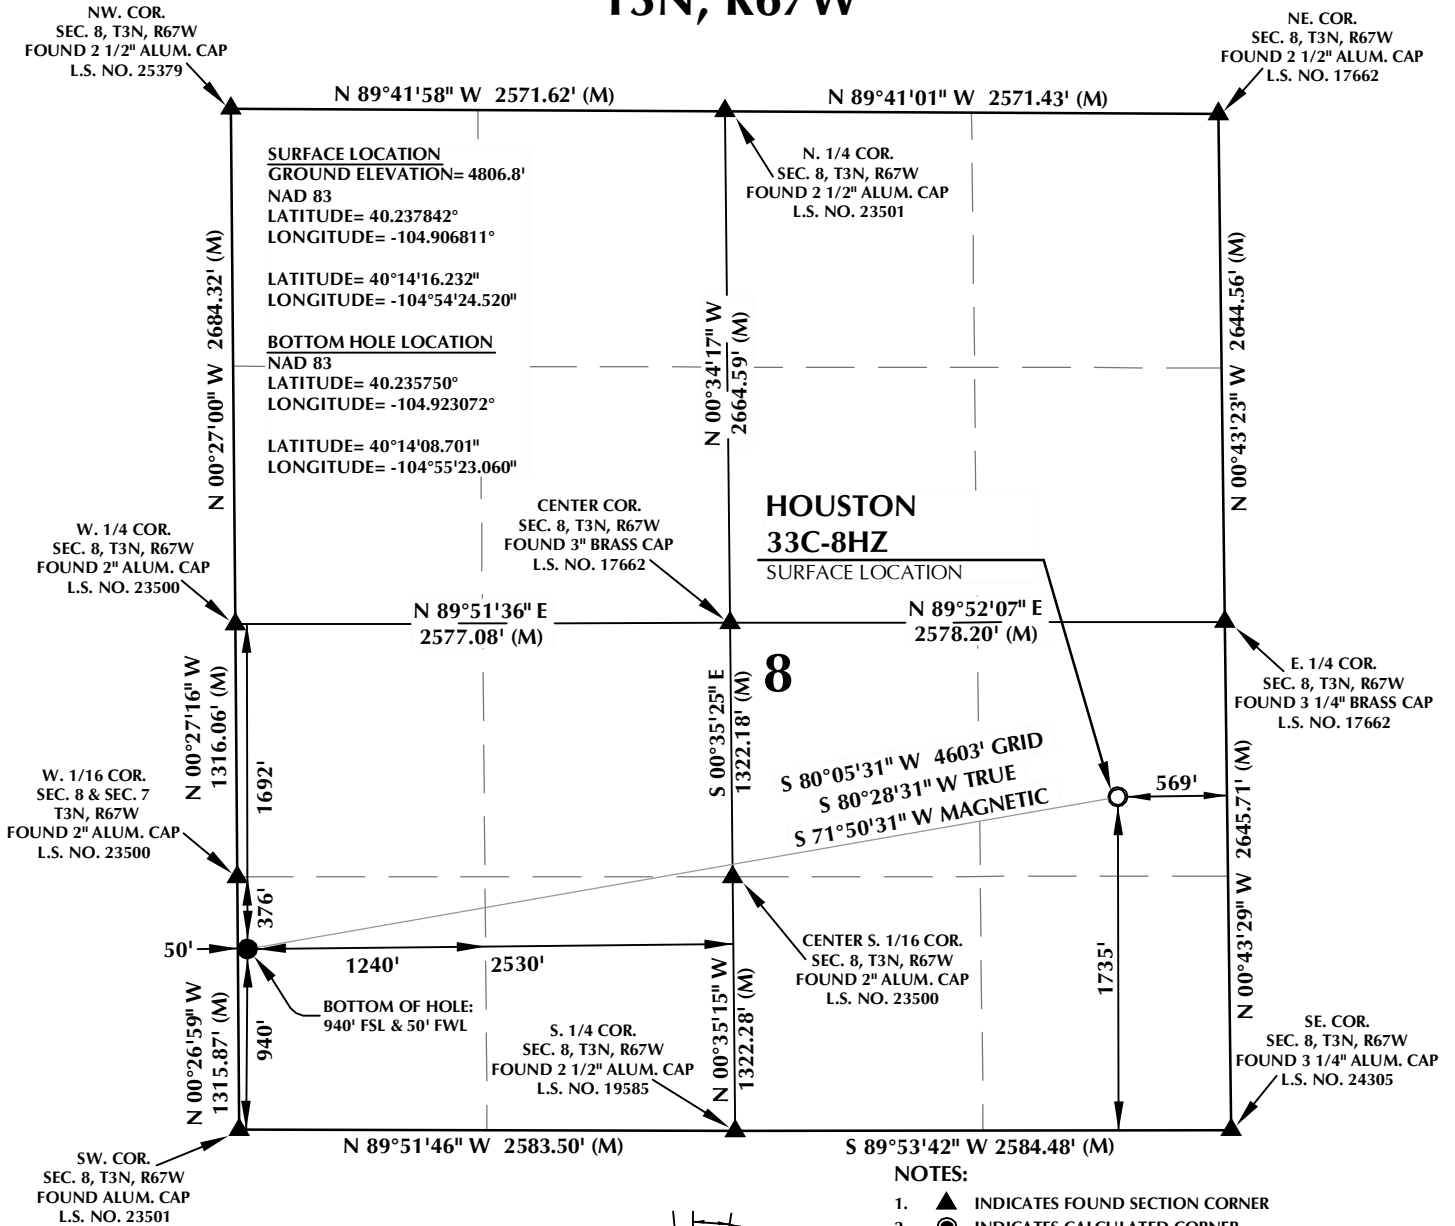 T3N, R67W
NW. COR.
SEC. 8, T3N, R67W
FOUND 2 1/2" ALUM. CAP
L.S. NO. 25379
NE. COR.
SEC. 8, T3N, R67W
FOUND 2 1/2" ALUM. CAP
L.S. NO. 17662
N 89°41'58" W 2571.62' (M)
N 89°41'01" W 2571.43' (M)
SURFACE LOCATION
GROUND ELEVATION= 4806.8'
NAD 83
LATITUDE= 40.237842°
LONGITUDE= -104.906811°
LATITUDE= 40°14'16.232"
LONGITUDE= -104°54'24.520"
BOTTOM HOLE LOCATION
NAD 83
LATITUDE= 40.235750°
LONGITUDE= -104.923072°
LATITUDE= 40°14'08.701"
LONGITUDE= -104°55'23.060"
N. 1/4 COR.
SEC. 8, T3N, R67W
FOUND 2 1/2" ALUM. CAP
L.S. NO. 23501
N 00°27'00" W 2684.32' (M)
N 00°34'17" W
2664.59' (M)
N 00°43'23" W 2644.56' (M)
CENTER COR.
SEC. 8, T3N, R67W
FOUND 3" BRASS CAP
L.S. NO. 17662
HOUSTON
33C-8HZ
SURFACE LOCATION
W. 1/4 COR.
SEC. 8, T3N, R67W
FOUND 2" ALUM. CAP
L.S. NO. 23500
N 89°51'36" E
2577.08' (M)
N 89°52'07" E
2578.20' (M)
8
E. 1/4 COR.
SEC. 8, T3N, R67W
FOUND 3 1/4" BRASS CAP
L.S. NO. 17662
N 00°27'16" W
1316.06' (M)
1692'
S 00°35'25" E
1322.18' (M)
S 80°05'31" W 4603' GRID
S 80°28'31" W TRUE
S 71°50'31" W MAGNETIC
569'
N 00°43'29" W 2645.71' (M)
W. 1/16 COR.
SEC. 8 & SEC. 7
T3N, R67W
FOUND 2" ALUM. CAP
L.S. NO. 23500
376'
50'
1240'
2530'
CENTER S. 1/16 COR.
SEC. 8, T3N, R67W
FOUND 2" ALUM. CAP
L.S. NO. 23500
1735'
BOTTOM OF HOLE:
940' FSL & 50' FWL
N 00°26'59" W
1315.87' (M)
940'
S. 1/4 COR.
SEC. 8, T3N, R67W
FOUND 2 1/2" ALUM. CAP
L.S. NO. 19585
N 00°35'15" W
1322.28' (M)
SE. COR.
SEC. 8, T3N, R67W
FOUND 3 1/4" ALUM. CAP
L.S. NO. 24305
N 89°51'46" W 2583.50' (M)
S 89°53'42" W 2584.48' (M)
SW. COR.
SEC. 8, T3N, R67W
FOUND ALUM. CAP
L.S. NO. 23501
NOTES:
1. INDICATES FOUND SECTION CORNER
2. INDICATES CALCULATED CORNER